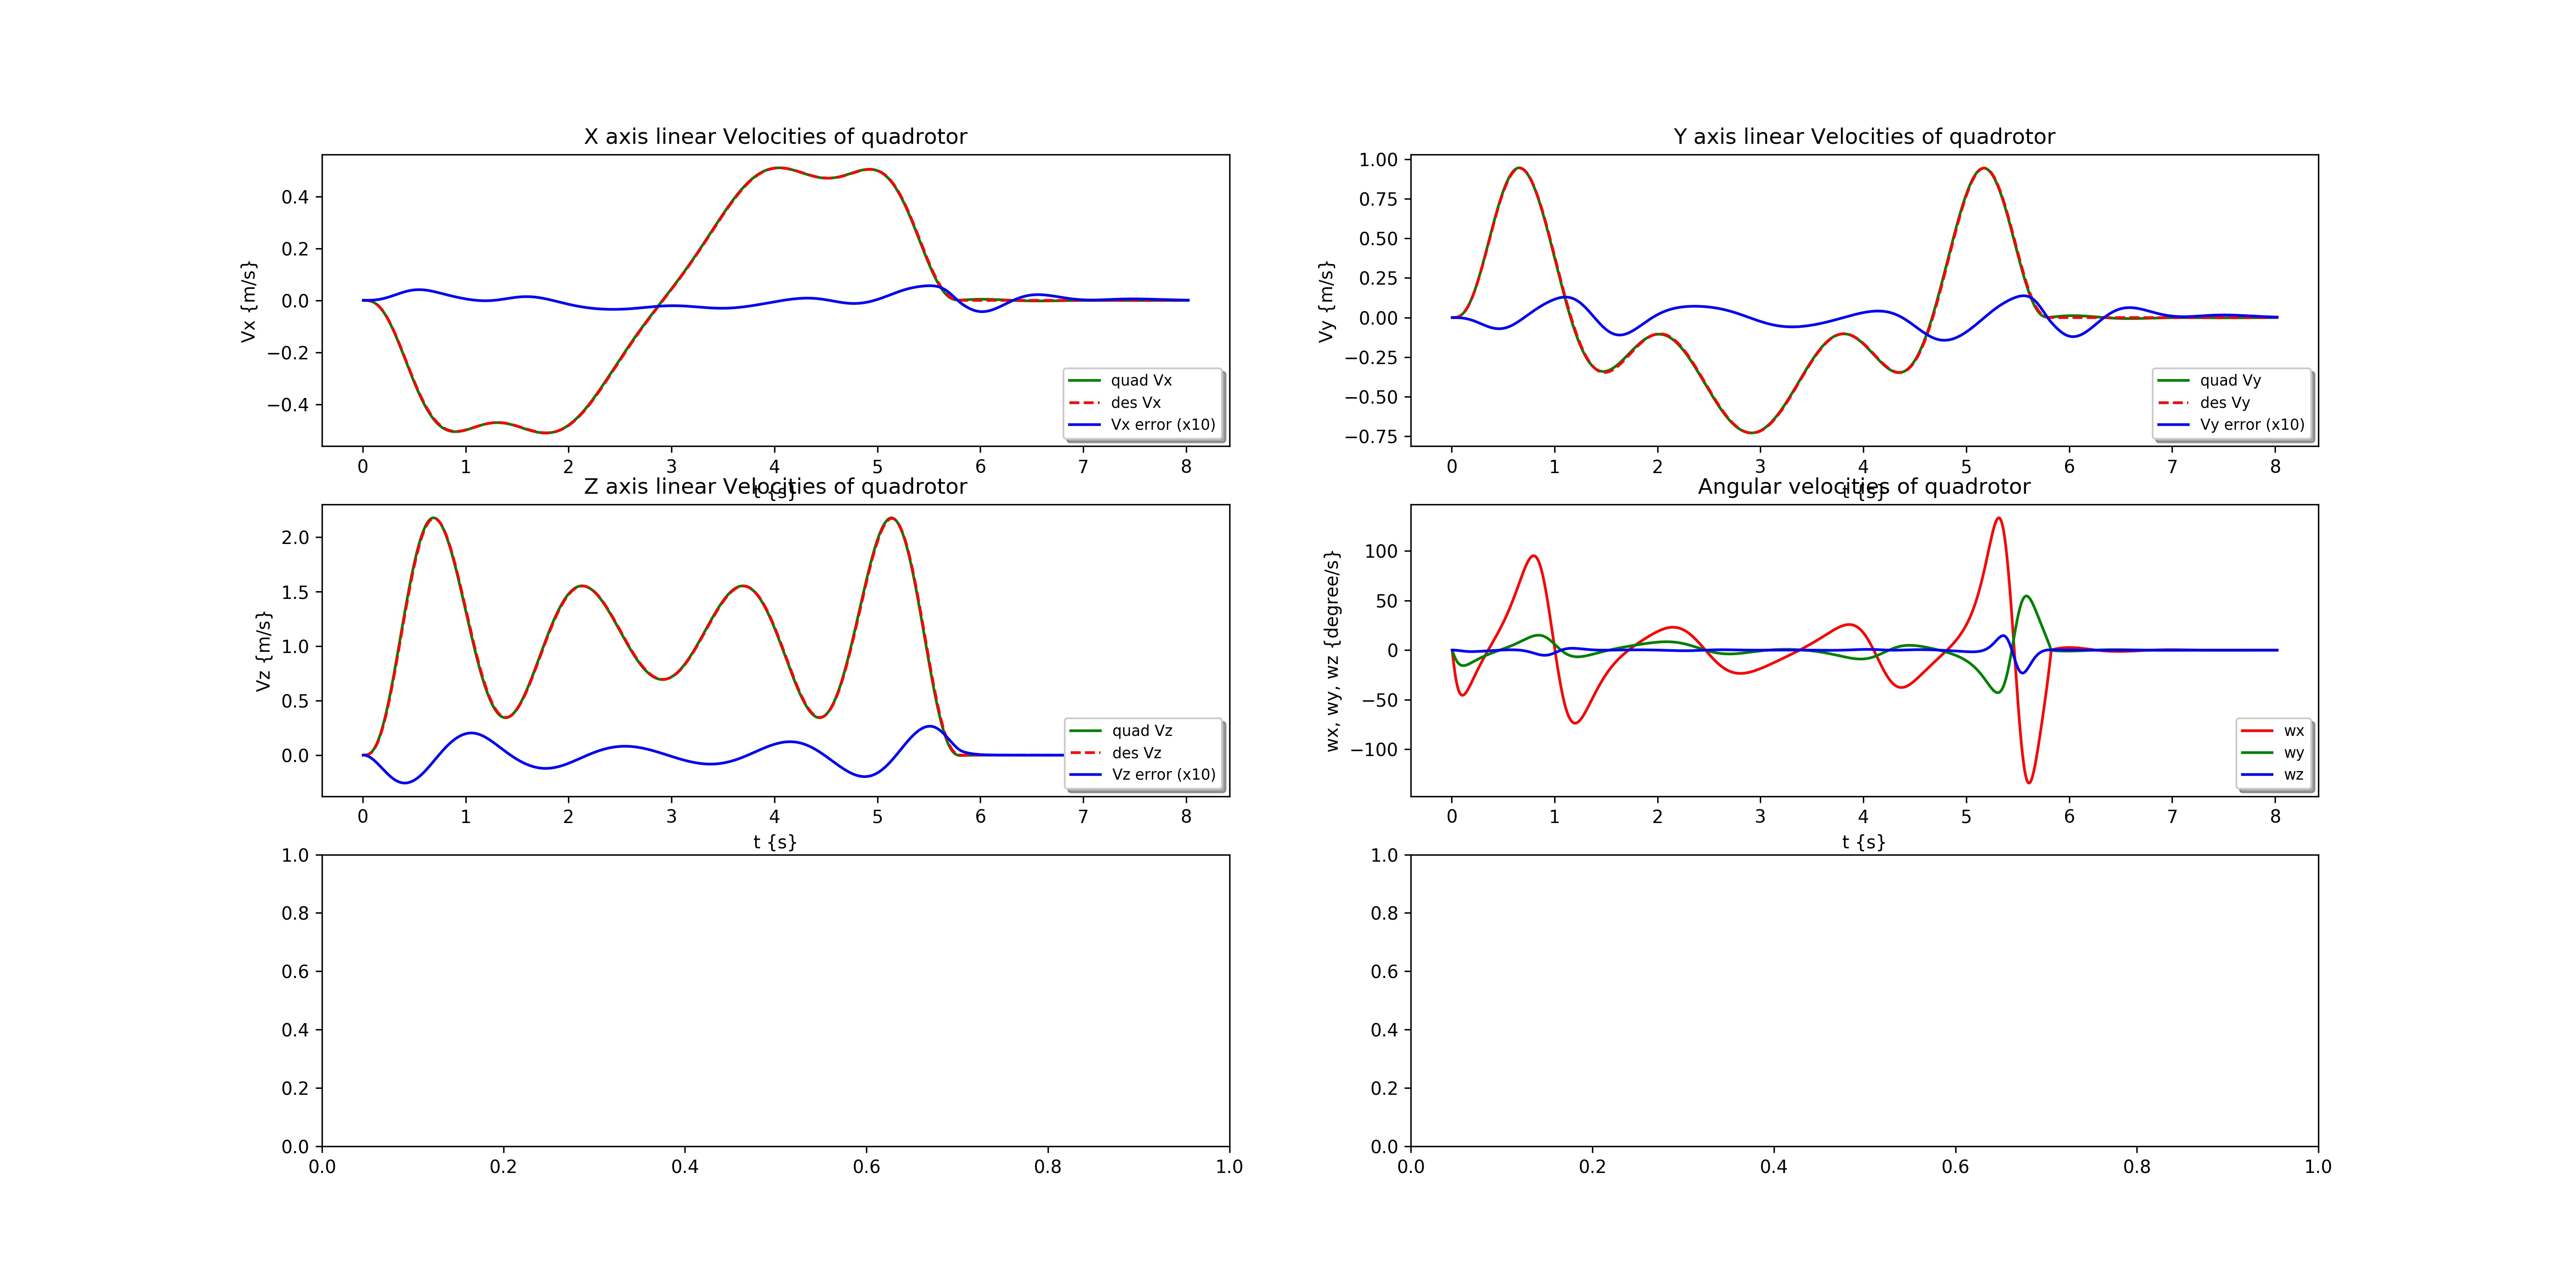 X axis linear Velocities of quadrotor
Vx {m/s}
0.4
0.2
0.0
−0.2
−0.4
quad Vx
des Vx
Vx error (x10)
0 1 2 3 4 5 6 7 8
t {s}
Y axis linear Velocities of quadrotor
Vy {m/s}
1.00
0.75
0.50
0.25
0.00
−0.25
−0.50
−0.75
quad Vy
des Vy
Vy error (x10)
0 1 2 3 4 5 6 7 8
t {s}
Z axis linear Velocities of quadrotor
Vz {m/s}
2.0
1.5
1.0
0.5
0.0
quad Vz
des Vz
Vz error (x10)
0 1 2 3 4 5 6 7 8
t {s}
Angular velocities of quadrotor
wx, wy, wz {degree/s}
100
50
0
−50
−100
wx
wy
wz
0 1 2 3 4 5 6 7 8
t {s}
1.0
0.8
0.6
0.4
0.2
0.0
0.0 0.2 0.4 0.6 0.8 1.0
1.0
0.8
0.6
0.4
0.2
0.0
0.0 0.2 0.4 0.6 0.8 1.0